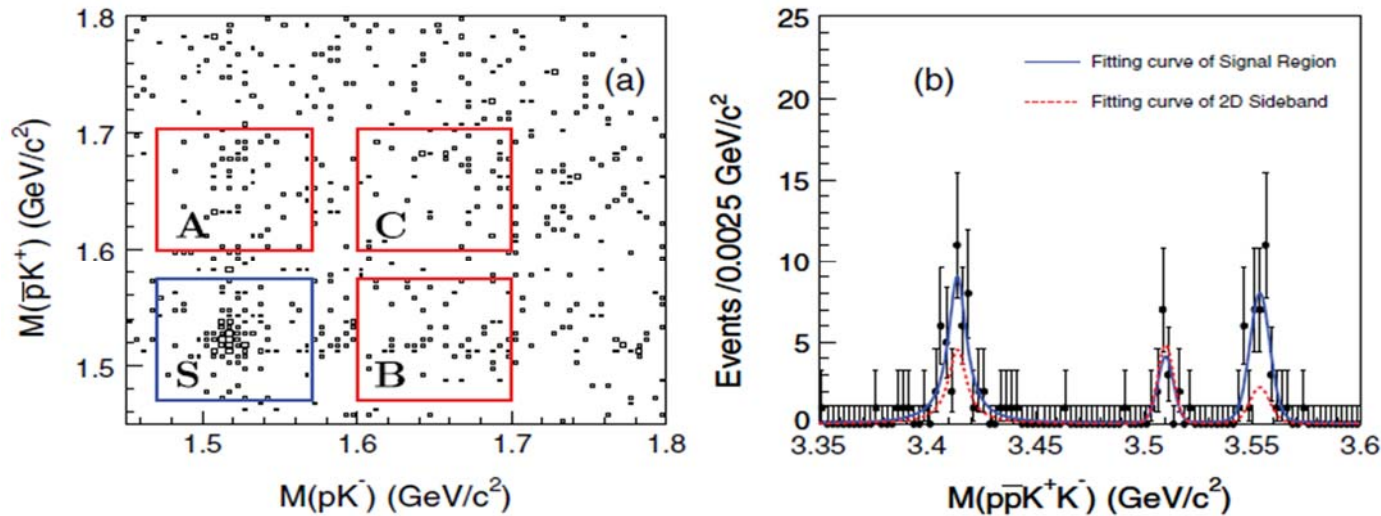 1.8
1.7
1.6
1.5
M(p̅K⁺) (GeV/c²)
(a)
A
C
S
B
1.5 1.6 1.7 1.8
M(pK⁻) (GeV/c²)
25
20
15
10
5
0
Events /0.0025 GeV/c²
(b)
Fitting curve of Signal Region
Fitting curve of 2D Sideband
3.35 3.4 3.45 3.5 3.55 3.6
M(pp̅K⁺K⁻) (GeV/c²)